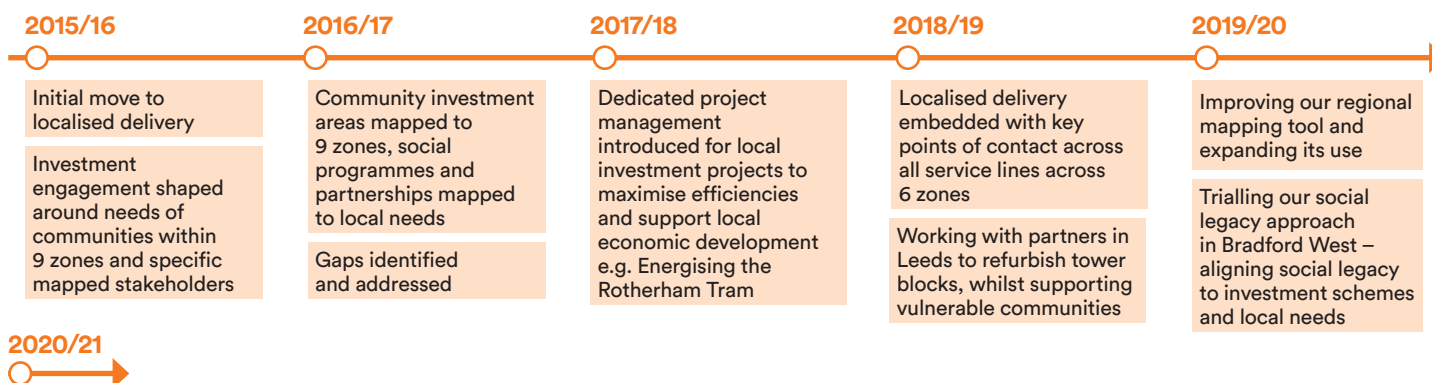 2015/16
Initial move to
localised delivery
Investment
engagement shaped
around needs of
communities within
9 zones and specific
mapped stakeholders
2016/17
Community investment
areas mapped to
9 zones, social
programmes and
partnerships mapped
to local needs
Gaps identified
and addressed
2017/18
Dedicated project
management
introduced for local
investment projects to
maximise efficiencies
and support local
economic development
e.g. Energising the
Rotherham Tram
2018/19
Localised delivery
embedded with key
points of contact across
all service lines across
6 zones
Working with partners in
Leeds to refurbish tower
blocks, whilst supporting
vulnerable communities
2019/20
Improving our regional
mapping tool and
expanding its use
Trialling our social
legacy approach
in Bradford West –
aligning social legacy
to investment schemes
and local needs
2020/21